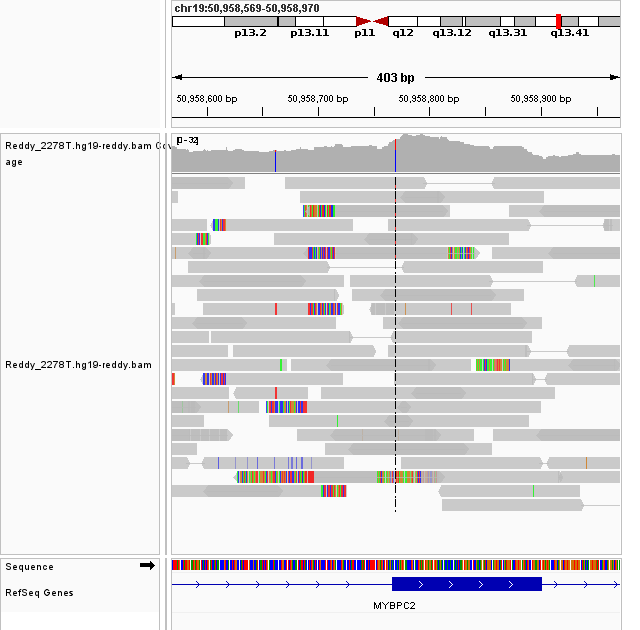 chr19:50,958,569-50,958,970
p13.2 p13.11 p11 q12 q13.12 q13.31 q13.41
403 bp
50,958,600 bp 50,958,700 bp 50,958,800 bp 50,958,900 bp
[0-32]
Reddy_2278T.hg19-reddy.bam Cov
age
Reddy_2278T.hg19-reddy.bam
Sequence
RefSeq Genes
MYBPC2